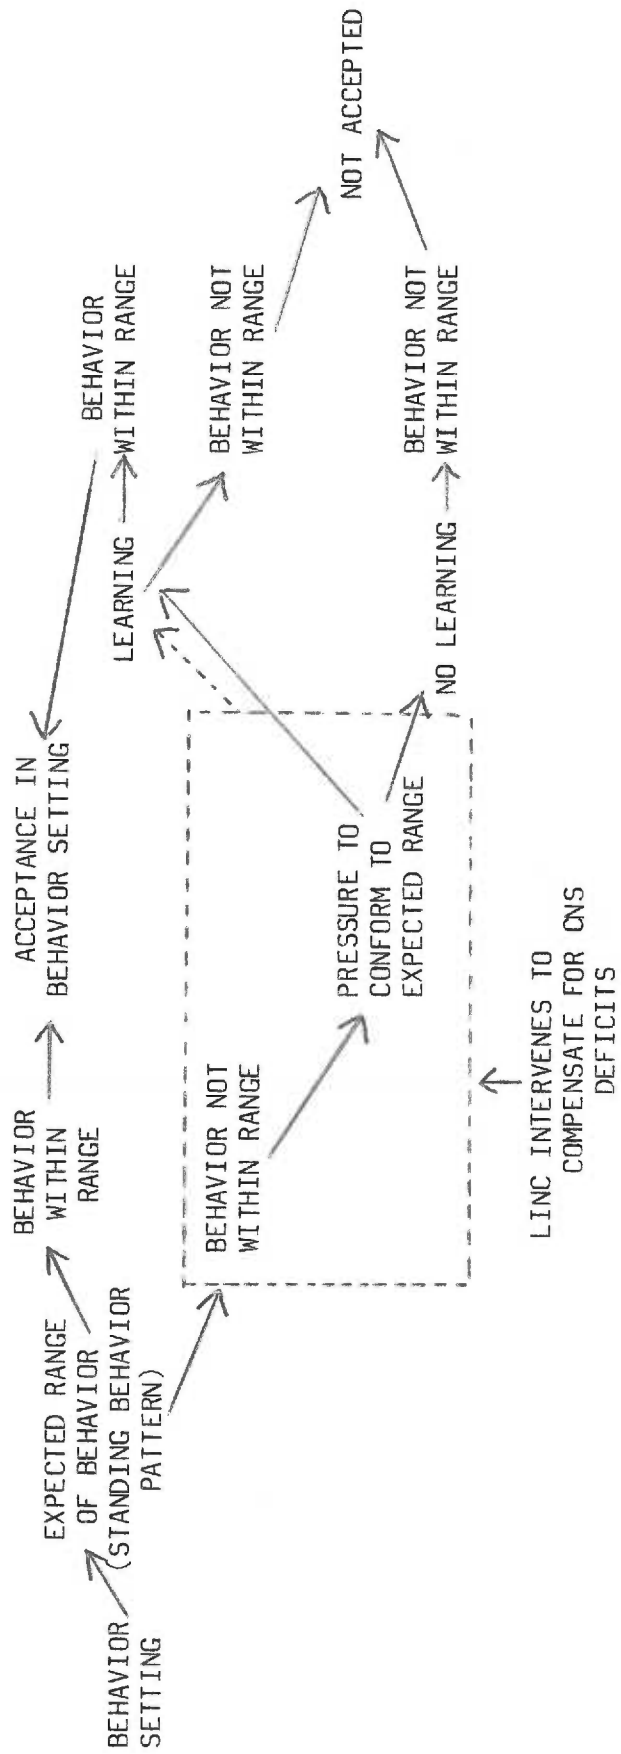 BEHAVIOR
SETTING
EXPECTED RANGE
OF BEHAVIOR
(STANDING BEHAVIOR
PATTERN)
BEHAVIOR
WITHIN
RANGE
ACCEPTANCE IN
BEHAVIOR SETTING
BEHAVIOR NOT
WITHIN RANGE
PRESSURE TO
CONFORM TO
EXPECTED RANGE
LINC INTERVENES TO
COMPENSATE FOR CNS
DEFICITS
LEARNING
NO LEARNING
BEHAVIOR
WITHIN RANGE
BEHAVIOR NOT
WITHIN RANGE
BEHAVIOR NOT
WITHIN RANGE
NOT ACCEPTED